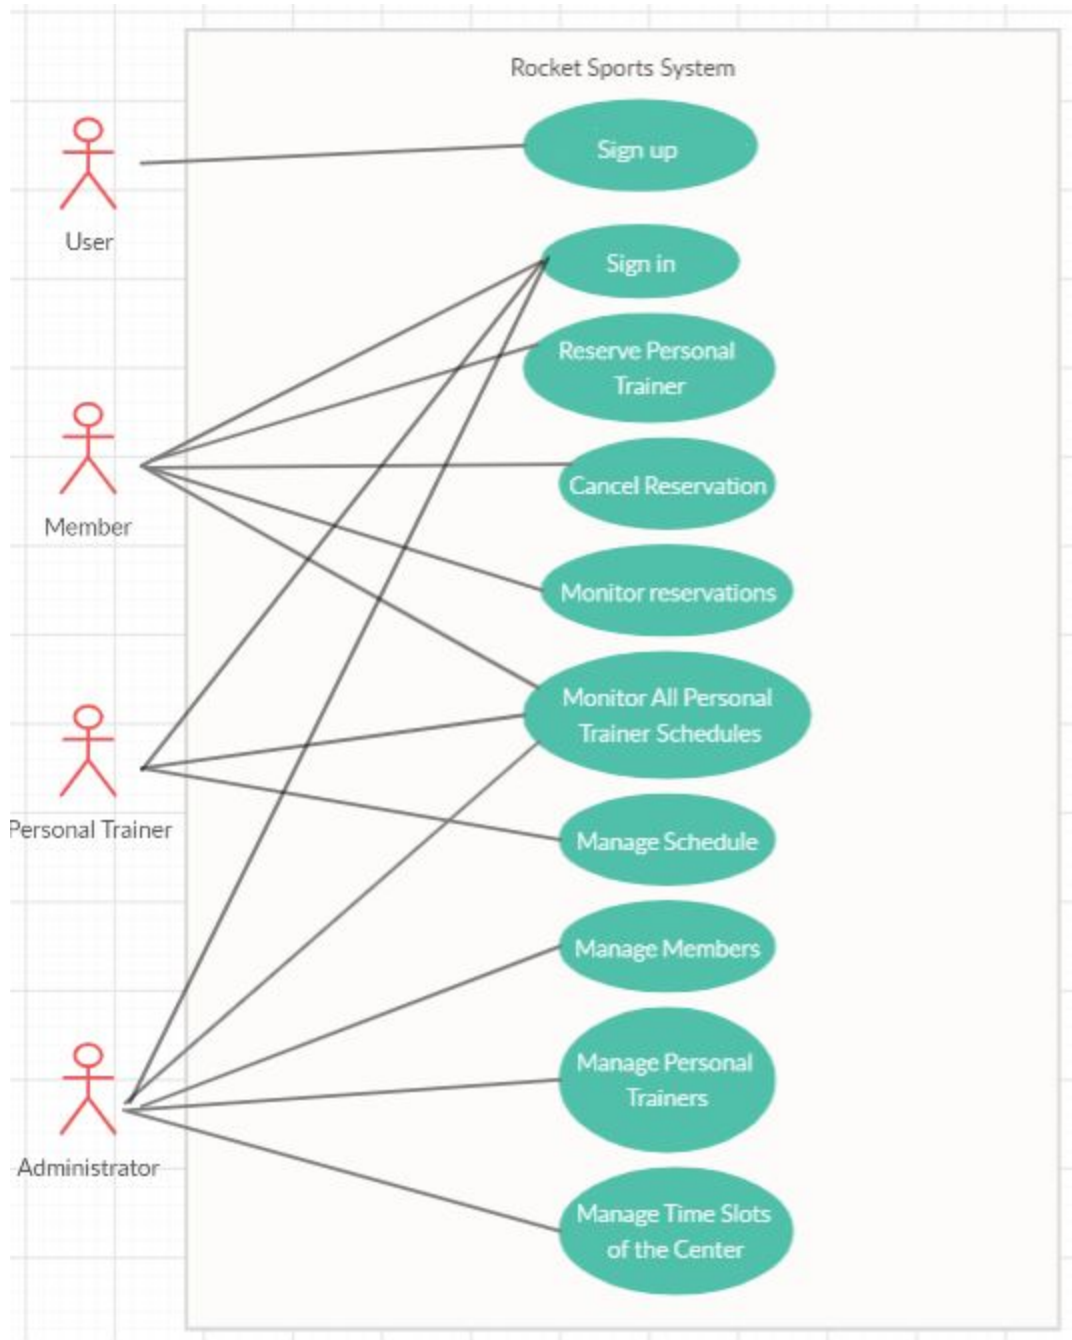 Rocket Sports System
Sign up
User
Sign in
Reserve Personal
Trainer
Cancel Reservation
Member
Monitor reservations
Monitor All Personal
Trainer Schedules
Personal Trainer
Manage Schedule
Manage Members
Manage Personal
Trainers
Administrator
Manage Time Slots
of the Center